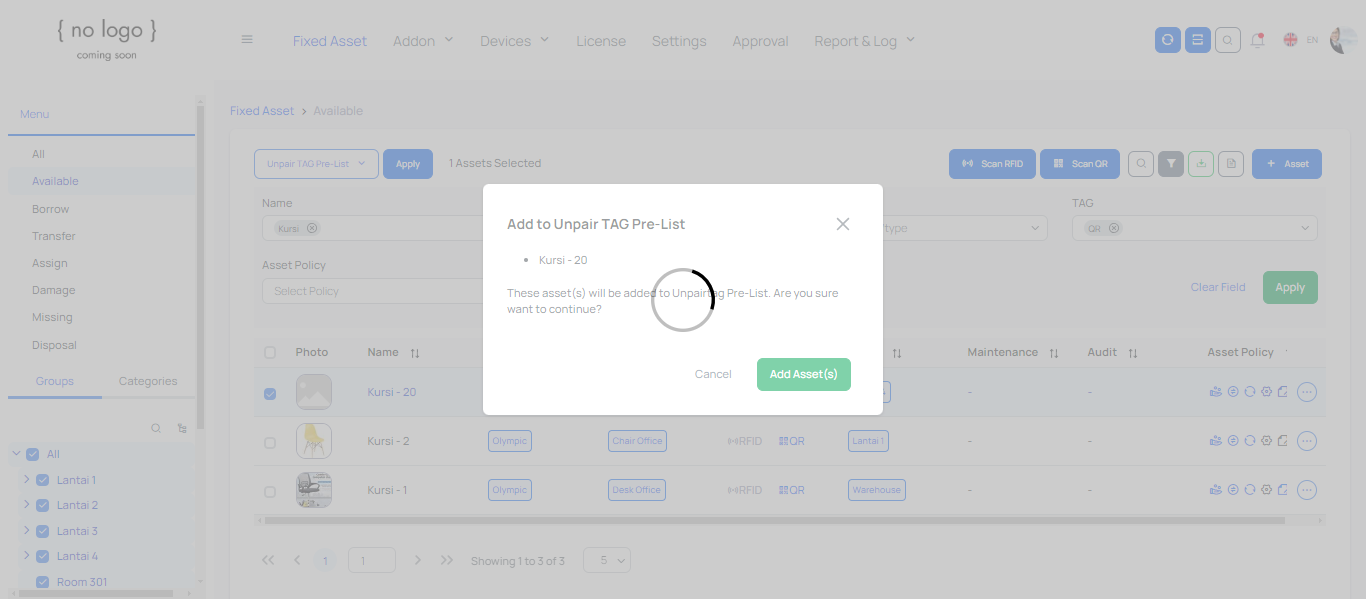 { no logo }
coming soon
Fixed Asset Addon Devices License Settings Approval Report & Log EN
Menu
All
Available
Borrow
Transfer
Assign
Damage
Missing
Disposal
Groups Categories
All
Lantai 1
Lantai 2
Lantai 3
Lantai 4
Room 301
Fixed Asset > Available
Unpair TAG Pre-List Apply 1 Assets Selected Scan RFID Scan QR + Asset
Name TAG
Kursi type QR
Asset Policy
Select Policy Clear Field Apply
Add to Unpair TAG Pre-List
• Kursi - 20
These asset(s) will be added to Unpairtag Pre-List. Are you sure
want to continue?
Cancel Add Asset(s)
Photo Name Maintenance Audit Asset Policy
Kursi - 20 - -
Kursi - 2 Olympic Chair Office RFID QR Lantai 1 - -
Kursi - 1 Olympic Desk Office RFID QR Warehouse - -
1 1 Showing 1 to 3 of 3 5